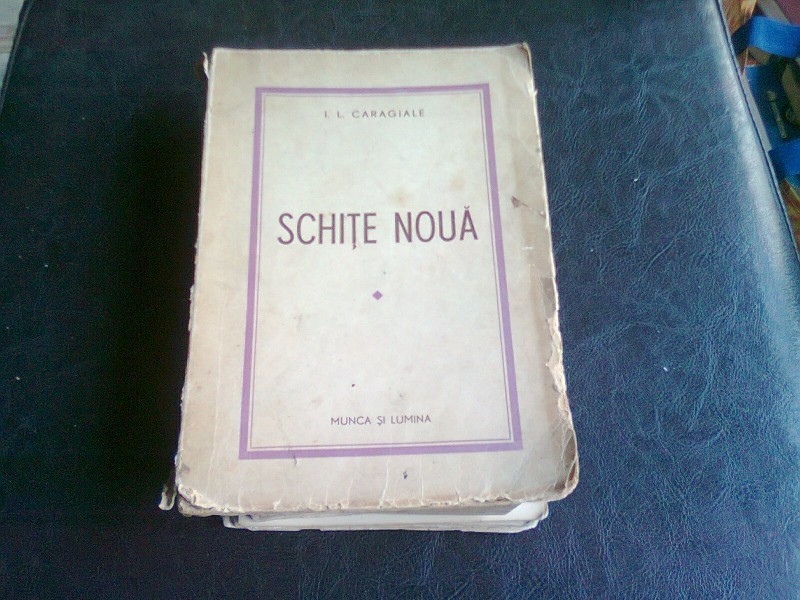 I. L. CARAGIALE
SCHIȚE NOUĂ
MUNCA ȘI LUMINA